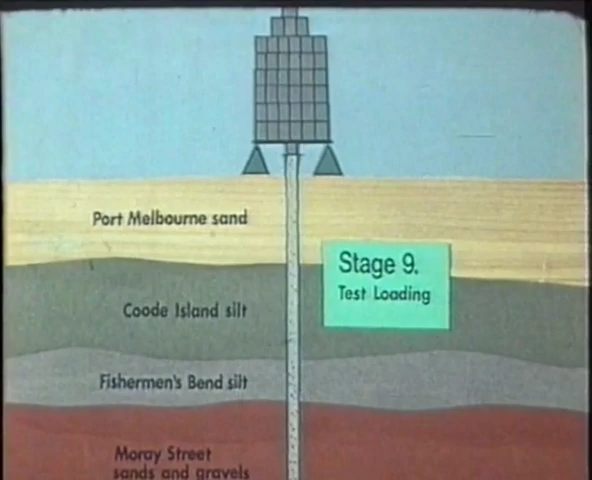 Port Melbourne sand
Stage 9.
Test Loading
Coode Island silt
Fishermen's Bend silt
Moray Street
sands and gravels